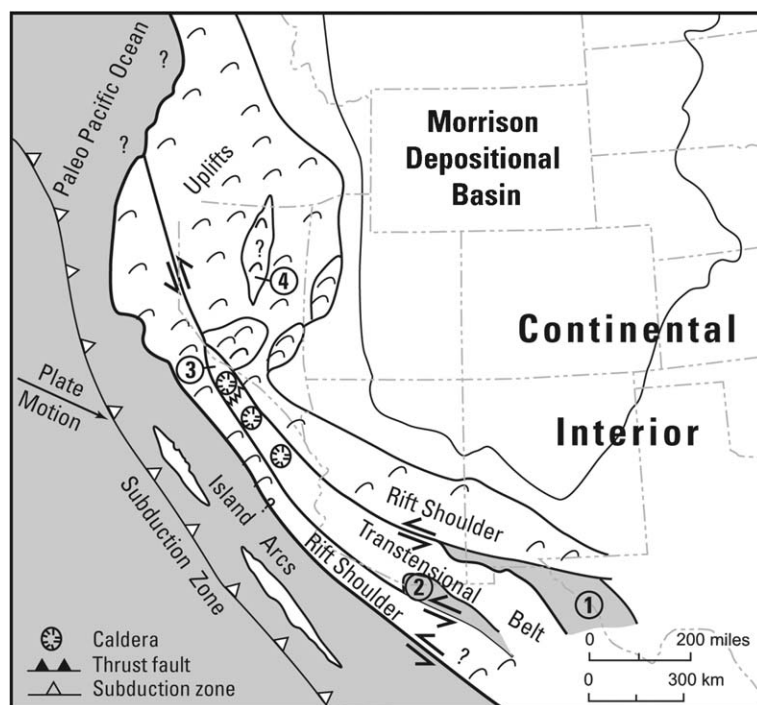 Paleo Pacific Ocean
?
?
Uplifts
Morrison
Depositional
Basin
?
4
Continental
Interior
3
Plate
Motion
Subduction Zone
Island
Arcs
?
Rift Shoulder
Rift Shoulder
Transtensional
Belt
2
1
?
Caldera
Thrust fault
Subduction zone
0 200 miles
0 300 km